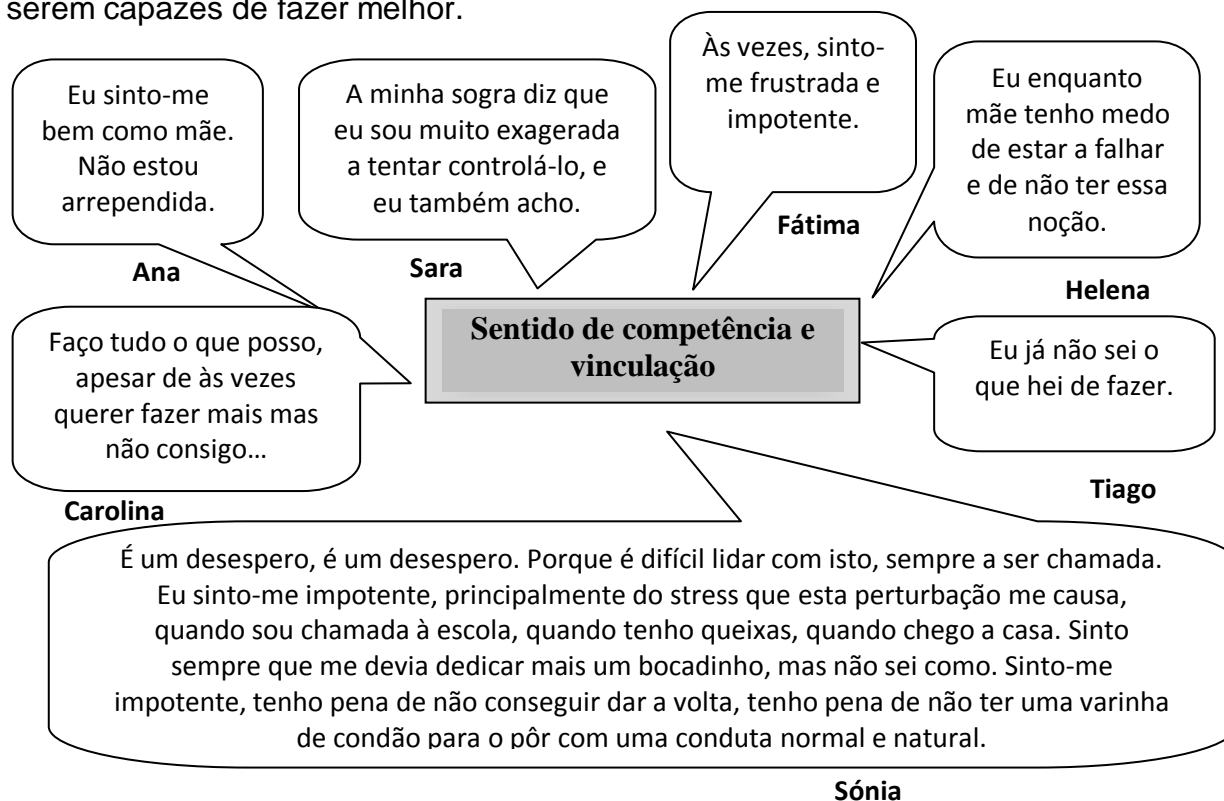 serem capazes de fazer melhor.
Eu sinto-me
bem como mãe.
Não estou
arrependida.
Ana
A minha sogra diz que
eu sou muito exagerada
a tentar controlá-lo, e
eu também acho.
Sara
Às vezes, sinto-
me frustrada e
impotente.
Fátima
Eu enquanto
mãe tenho medo
de estar a falhar
e de não ter essa
noção.
Helena
Sentido de competência e
vinculação
Faço tudo o que posso,
apesar de às vezes
querer fazer mais mas
não consigo…
Carolina
Eu já não sei o
que hei de fazer.
Tiago
É um desespero, é um desespero. Porque é difícil lidar com isto, sempre a ser chamada.
Eu sinto-me impotente, principalmente do stress que esta perturbação me causa,
quando sou chamada à escola, quando tenho queixas, quando chego a casa. Sinto
sempre que me devia dedicar mais um bocadinho, mas não sei como. Sinto-me
impotente, tenho pena de não conseguir dar a volta, tenho pena de não ter uma varinha
de condão para o pôr com uma conduta normal e natural.
Sónia